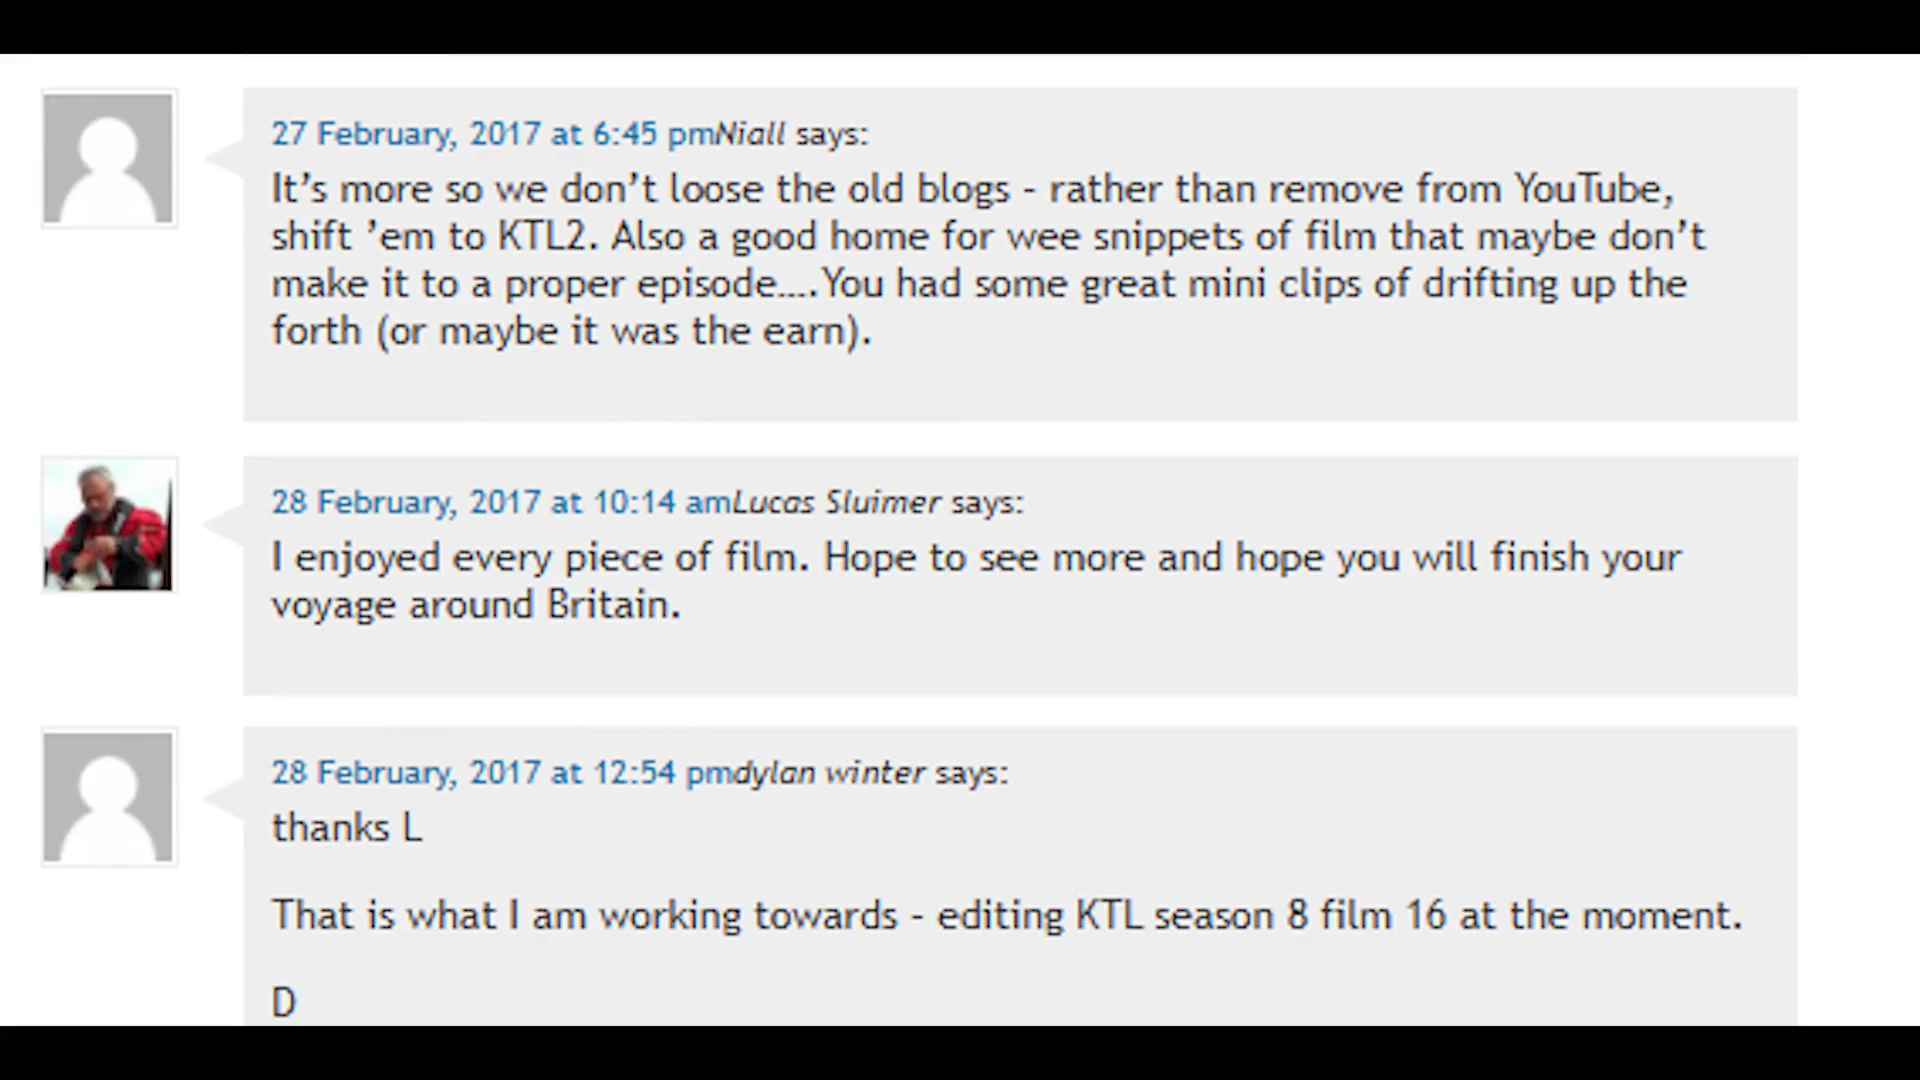 27 February, 2017 at 6:45 pmNiall says:
It’s more so we don’t loose the old blogs – rather than remove from YouTube,
shift ’em to KTL2. Also a good home for wee snippets of film that maybe don’t
make it to a proper episode….You had some great mini clips of drifting up the
forth (or maybe it was the earn).
28 February, 2017 at 10:14 amLucas Sluimer says:
I enjoyed every piece of film. Hope to see more and hope you will finish your
voyage around Britain.
28 February, 2017 at 12:54 pmdylan winter says:
thanks L
That is what I am working towards – editing KTL season 8 film 16 at the moment.
D